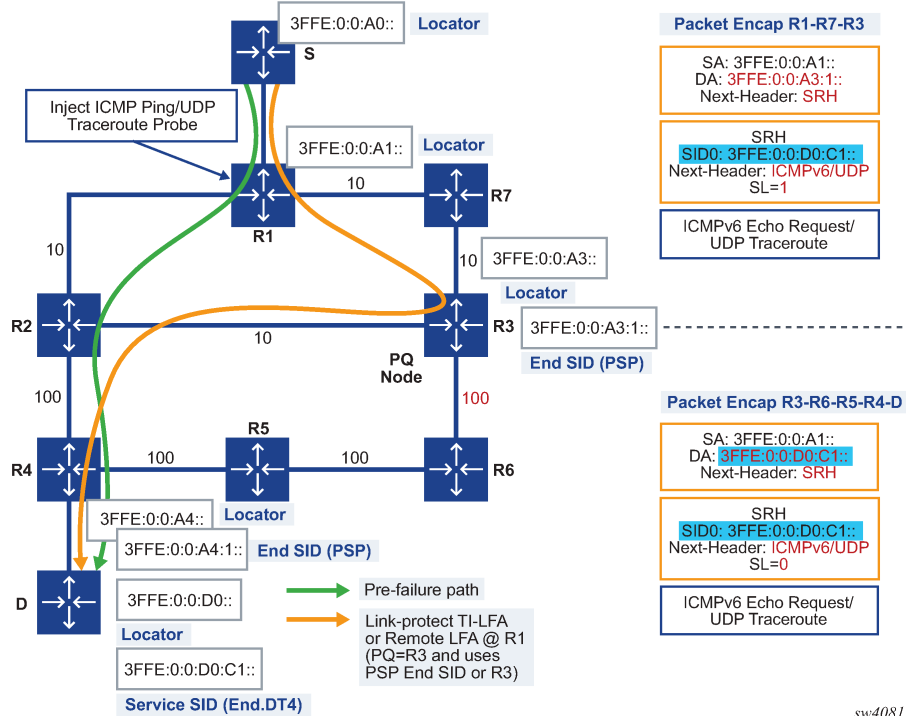 3FFE:0:0:A0::
Locator
S
Inject ICMP Ping/UDP
Traceroute Probe
3FFE:0:0:A1::
Locator
10
R7
R1
10
10
3FFE:0:0:A3::
Locator
R2
R3
3FFE:0:0:A3:1::
10
PQ
Node
End SID (PSP)
100
100
R5
R4
100
100
R6
3FFE:0:0:A4::
Locator
3FFE:0:0:A4:1::
End SID (PSP)
D
3FFE:0:0:D0::
Locator
3FFE:0:0:D0:C1::
Service SID (End.DT4)
Pre-failure path
Link-protect TI-LFA
or Remote LFA @ R1
(PQ=R3 and uses
PSP End SID or R3)
Packet Encap R1-R7-R3
SA: 3FFE:0:0:A1::
DA: 3FFE:0:0:A3:1::
Next-Header: SRH
SRH
SID0: 3FFE:0:0:D0:C1::
Next-Header: ICMPv6/UDP
SL=1
ICMPv6 Echo Request/
UDP Traceroute
Packet Encap R3-R6-R5-R4-D
SA: 3FFE:0:0:A1::
DA: 3FFE:0:0:D0:C1::
Next-Header: SRH
SRH
SID0: 3FFE:0:0:D0:C1::
Next-Header: ICMPv6/UDP
SL=0
ICMPv6 Echo Request/
UDP Traceroute
sw4081